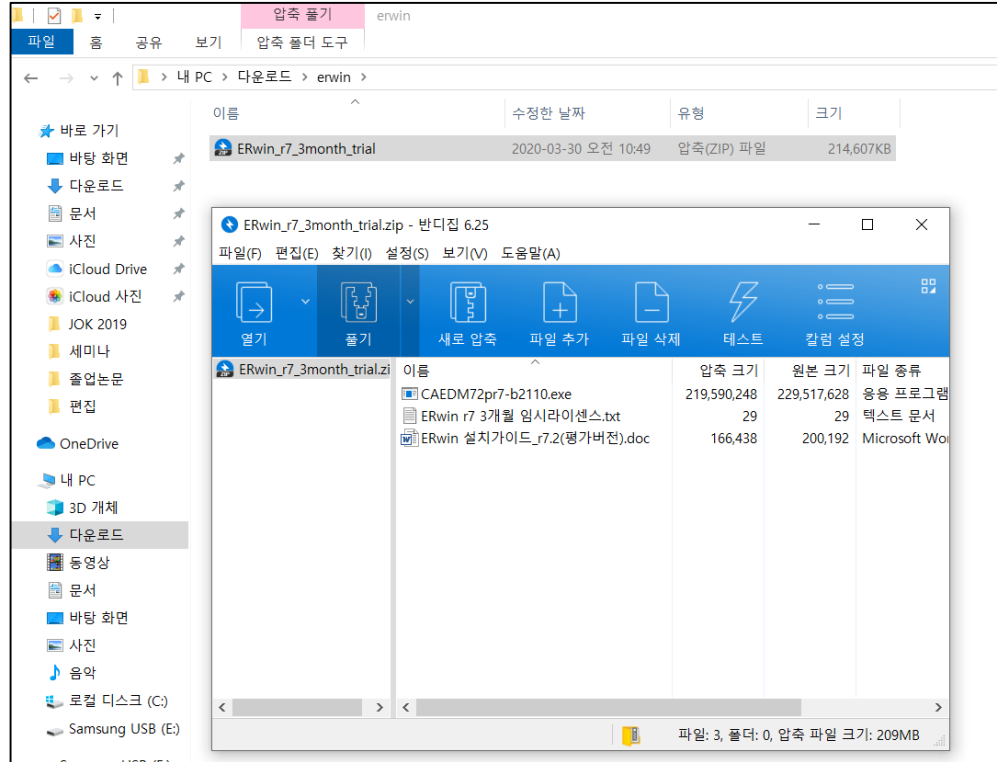 압축 풀기 erwin
파일 홈 공유 보기 압축 폴더 도구
내 PC > 다운로드 > erwin >
이름 수정한 날짜 유형 크기
ERwin_r7_3month_trial 2020-03-30 오전 10:49 압축(ZIP) 파일 214,607KB
바로 가기
바탕 화면
다운로드
문서
사진
iCloud Drive
iCloud 사진
JOK 2019
세미나
졸업논문
편집
OneDrive
내 PC
3D 개체
다운로드
동영상
문서
바탕 화면
사진
음악
로컬 디스크 (C:)
Samsung USB (E:)
ERwin_r7_3month_trial.zip - 반디집 6.25
파일(F) 편집(E) 찾기(I) 설정(S) 보기(V) 도움말(A)
열기 풀기 새로 압축 파일 추가 파일 삭제 테스트 칼럼 설정
ERwin_r7_3month_trial.zi
이름 압축 크기 원본 크기 파일 종류
CAEDM72pr7-b2110.exe 219,590,248 229,517,628 응용 프로그램
ERwin r7 3개월 임시라이센스.txt 29 29 텍스트 문서
ERwin 설치가이드_r7.2(평가버전).doc 166,438 200,192 Microsoft Wo
파일: 3, 폴더: 0, 압축 파일 크기: 209MB